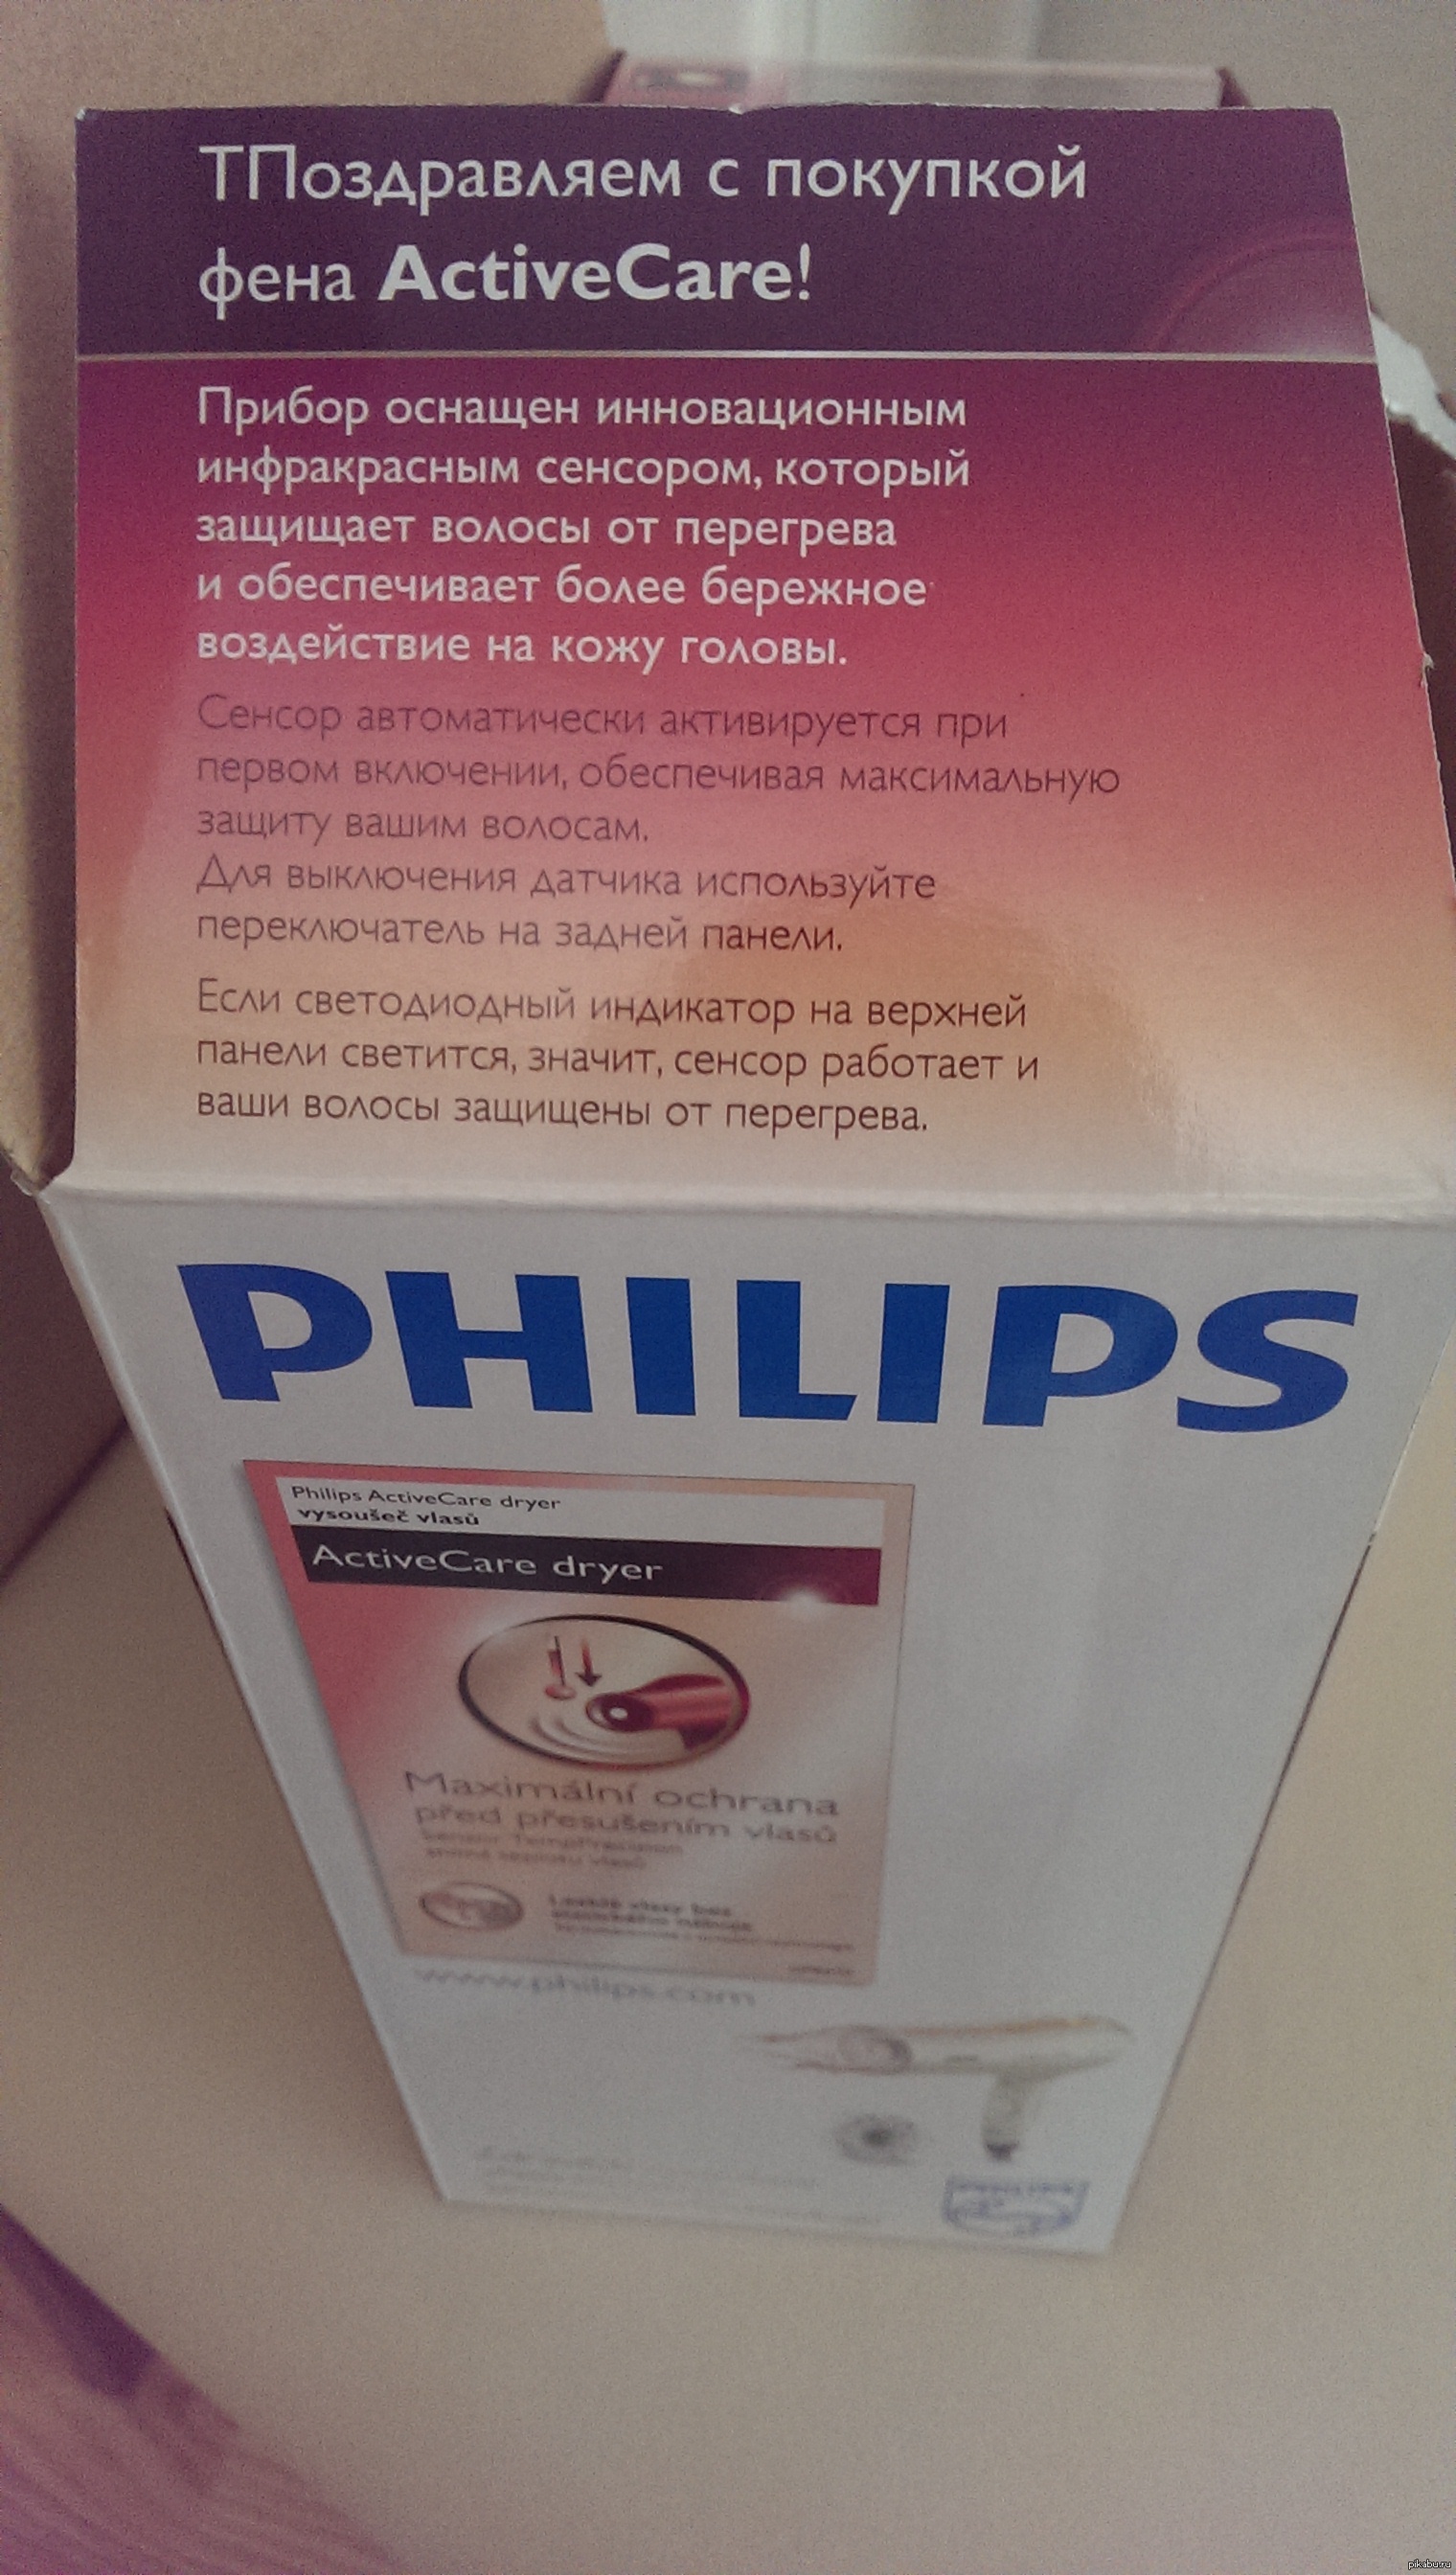 ТПоздравляем с покупкой
фена ActiveCare!
Прибор оснащен инновационным
инфракрасным сенсором, который
защищает волосы от перегрева
и обеспечивает более бережное
воздействие на кожу головы.
Сенсор автоматически активируется при
первом включении, обеспечивая максимальную
защиту вашим волосам.
Для выключения датчика используйте
переключатель на задней панели.
Если светодиодный индикатор на верхней
панели светится, значит, сенсор работает и
ваши волосы защищены от перегрева.
PHILIPS
Philips ActiveCare dryer
vysoušeč vlasů
ActiveCare dryer
Maximální ochrana
před přesušením vlasů
www.philips.com
PHILIPS
pikabu.ru